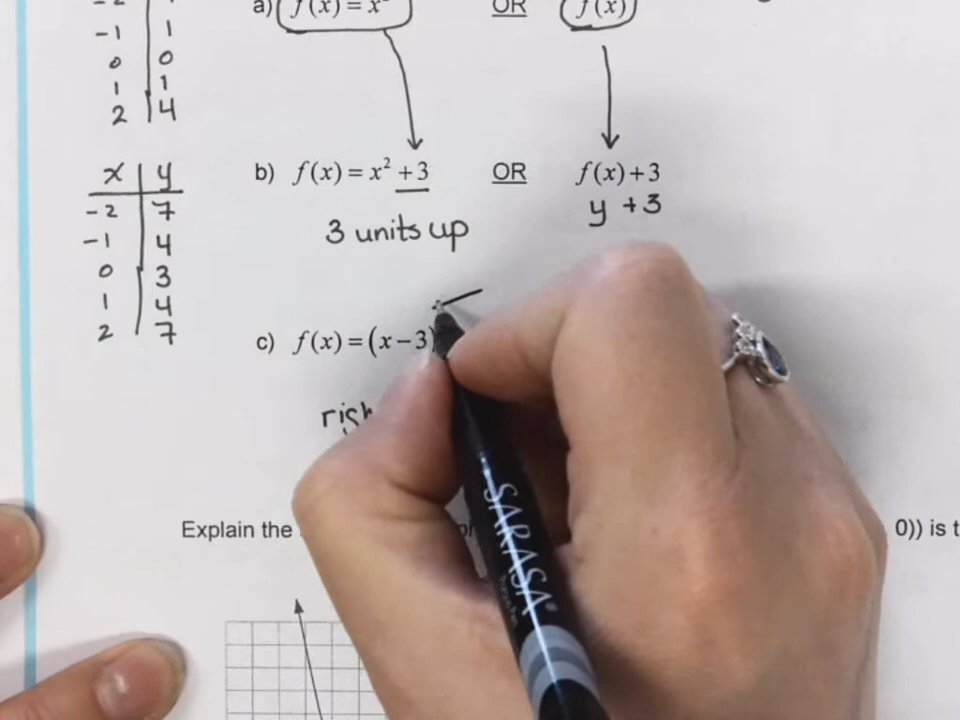 a) f(x) = x² OR f(x)
-2
-1 1
0 0
1 1
2 4
x y
-2 7
-1 4
0 3
1 4
2 7
b) f(x) = x² + 3 OR f(x) + 3
y + 3
3 units up
c) f(x) = (x − 3)
Explain the 0)) is
SARASA